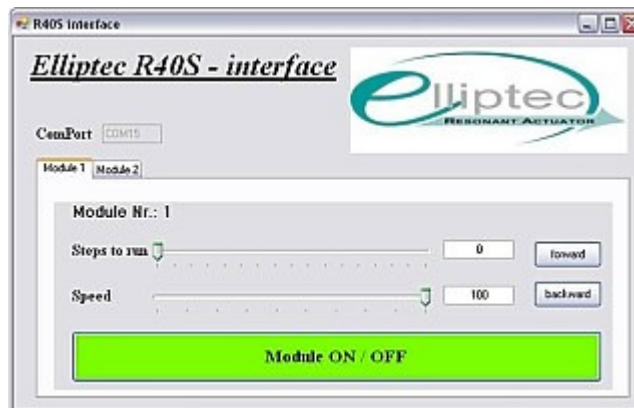 R40S interface
Elliptec R40S - interface
Elliptec
RESONANT ACTUATOR
ComPort COM15
Module 1 Module 2
Module Nr.: 1
Steps to run 0 forward
Speed 100 backward
Module ON / OFF